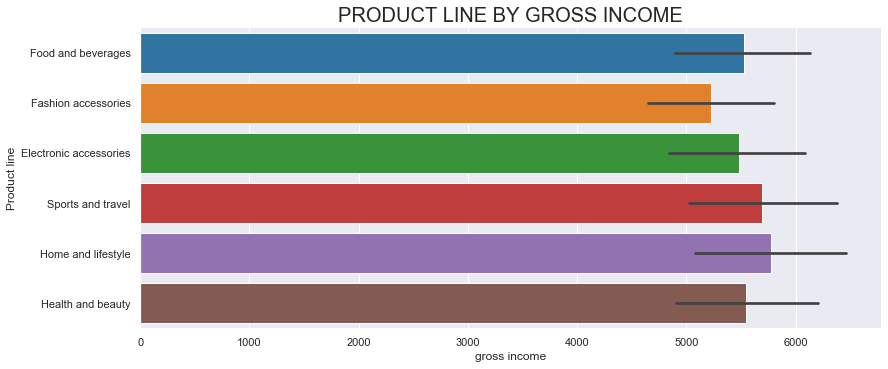 PRODUCT LINE BY GROSS INCOME
Product line
Food and beverages
Fashion accessories
Electronic accessories
Sports and travel
Home and lifestyle
Health and beauty
0 1000 2000 3000 4000 5000 6000
gross income